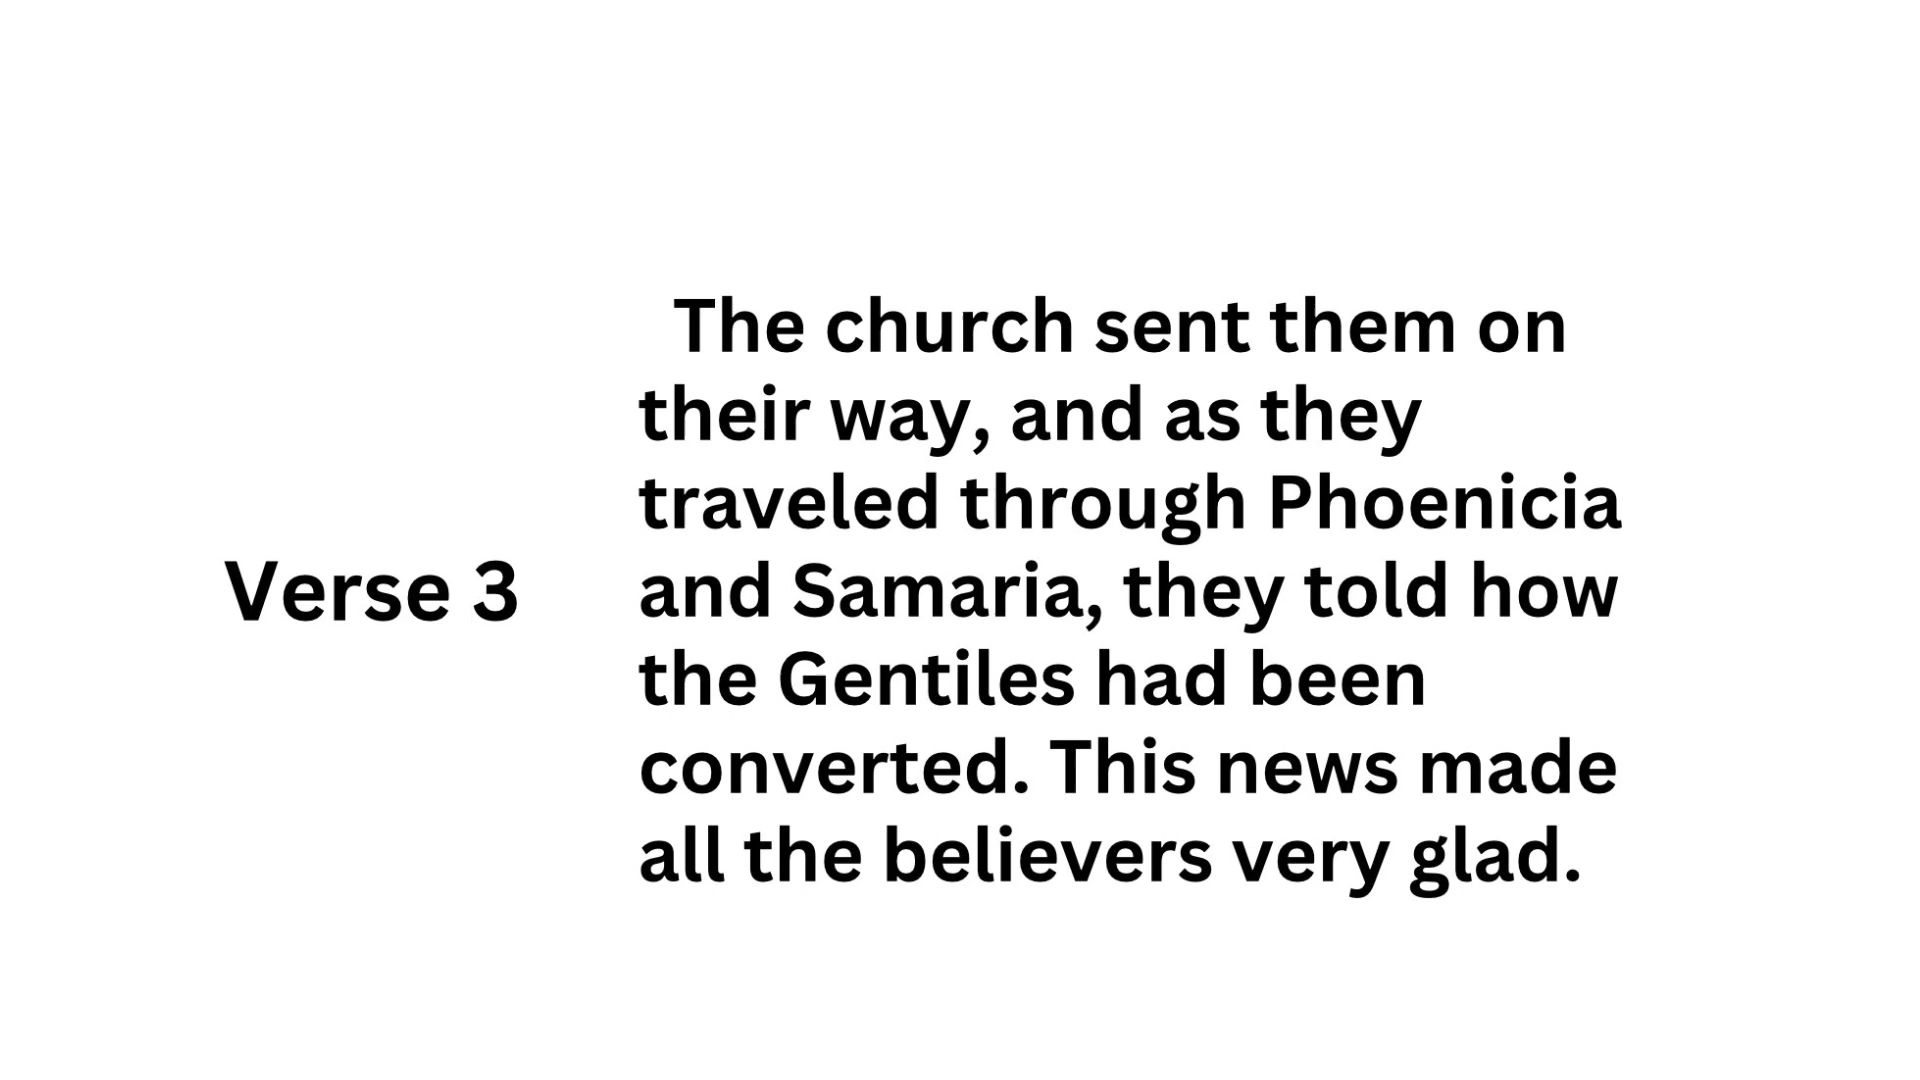 Verse 3
The church sent them on
their way, and as they
traveled through Phoenicia
and Samaria, they told how
the Gentiles had been
converted. This news made
all the believers very glad.